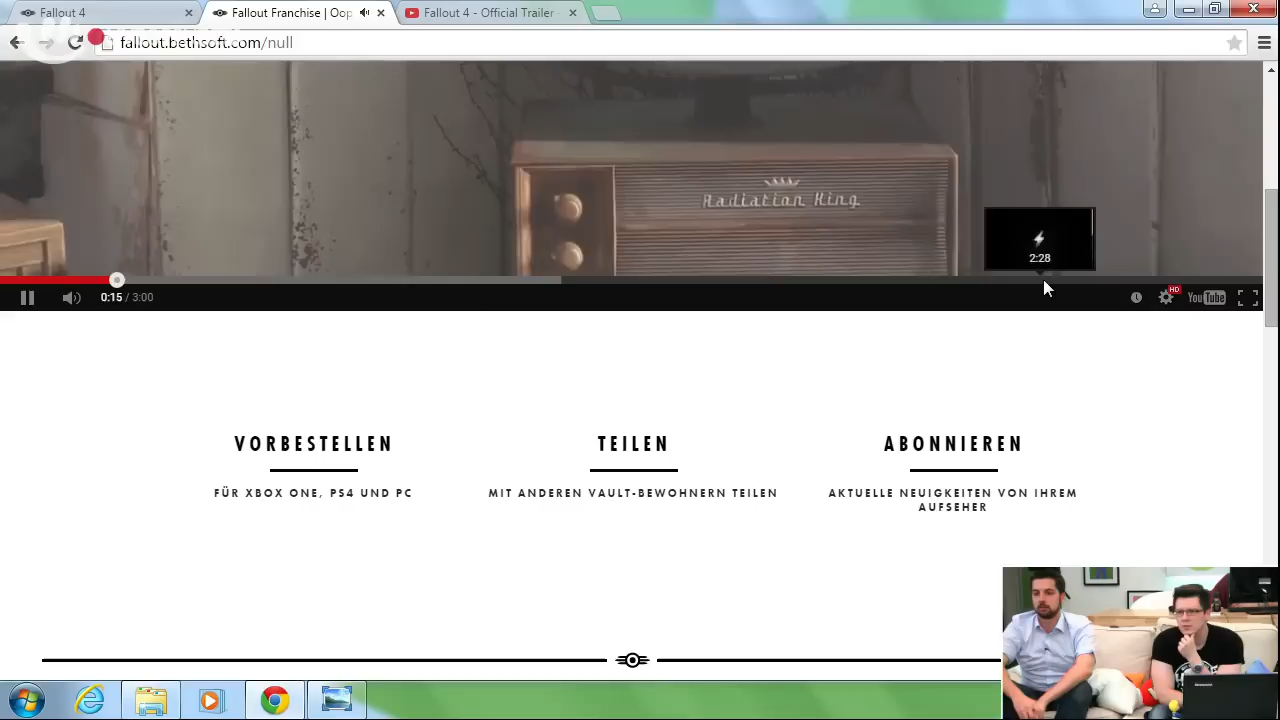 Fallout 4
Fallout Franchise | Oop
Fallout 4 - Official Trailer -
fallout.bethsoft.com/null
Radiation King
2:28
0:15 / 3:00
HD
YouTube
VORBESTELLEN
TEILEN
ABONNIEREN
FÜR XBOX ONE, PS4 UND PC
MIT ANDEREN VAULT-BEWOHNERN TEILEN
AKTUELLE NEUIGKEITEN VON IHREM
AUFSEHER